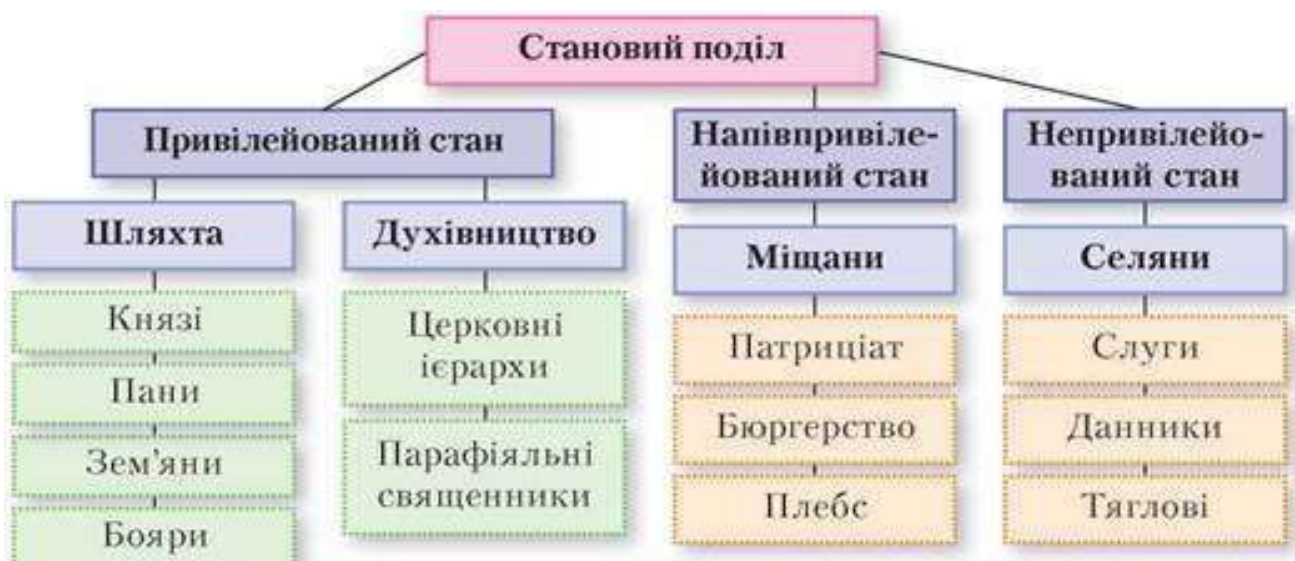 Становий поділ
Привілейований стан
Шляхта
Князі
Пани
Зем'яни
Бояри
Духівництво
Церковні
ієрархи
Парафіяльні
священники
Напівпривіле-
йований стан
Міщани
Патриціат
Бюргерство
Плебс
Непривілейо-
ваний стан
Селяни
Слуги
Данники
Тяглові